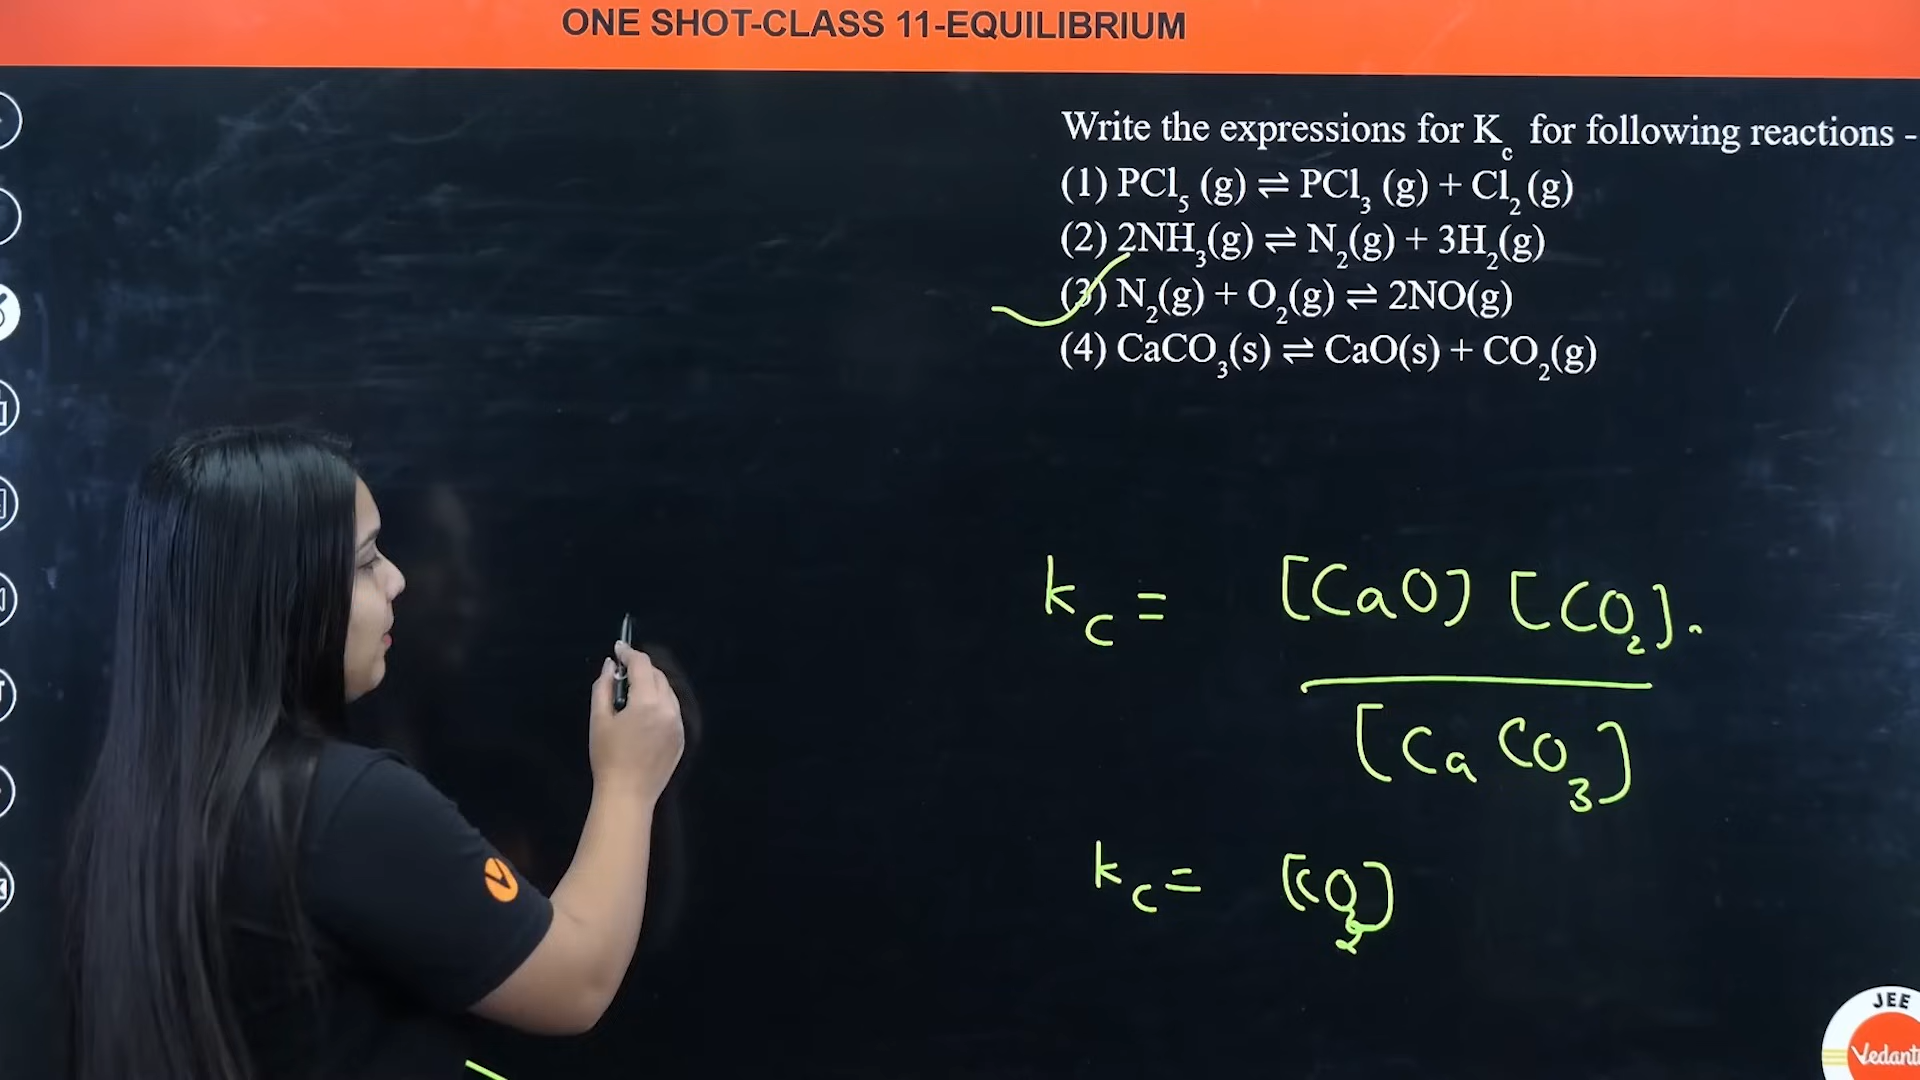 ONE SHOT-CLASS 11-EQUILIBRIUM
Write the expressions for Kc for following reactions -
(1) PCl5 (g) ⇌ PCl3 (g) + Cl2 (g)
(2) 2NH3(g) ⇌ N2(g) + 3H2(g)
(3) N2(g) + O2(g) ⇌ 2NO(g)
(4) CaCO3(s) ⇌ CaO(s) + CO2(g)
kc = [CaO] [CO2].
[CaCO3]
kc = [CO2]
JEE
Vedant